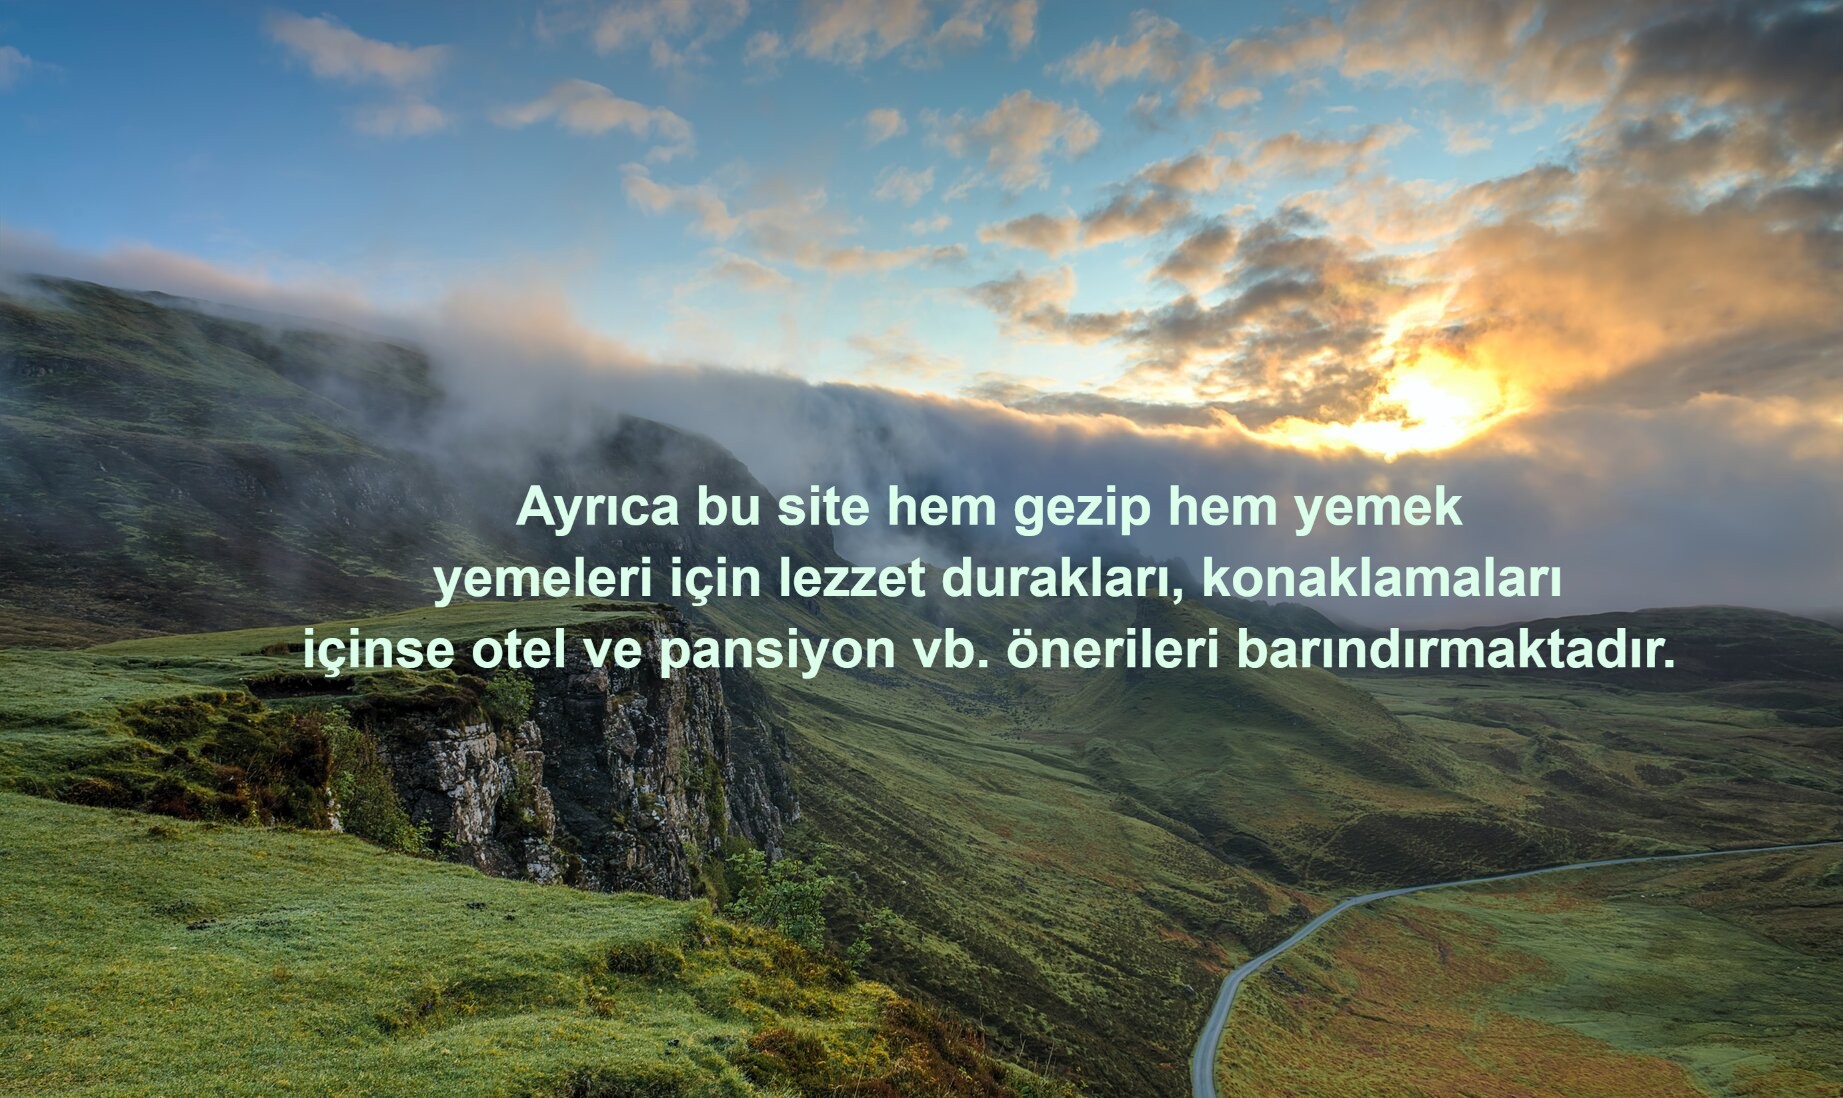 Ayrıca bu site hem gezip hem yemek
yemeleri için lezzet durakları, konaklamaları
içinse otel ve pansiyon vb. önerileri barındırmaktadır.